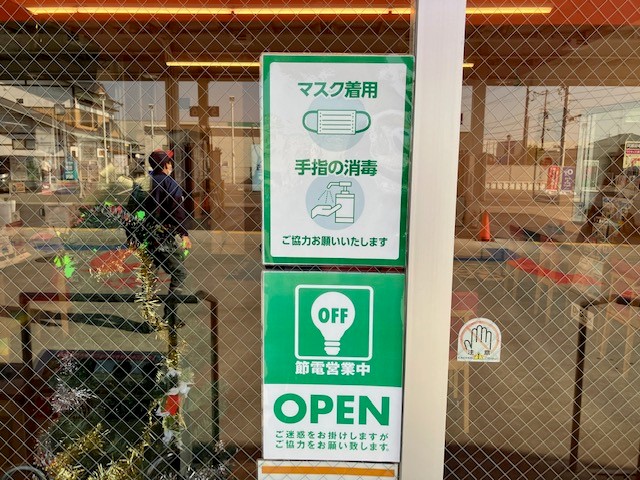 マスク着用
手指の消毒
ご協力お願いいたします
OFF
節電営業中
OPEN
ご迷惑をお掛けしますが
ご協力をお願い致します。
注意